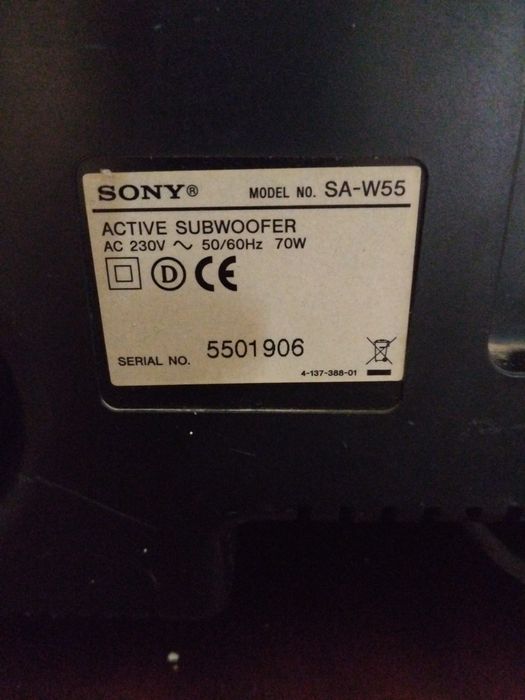 SONY® MODEL NO. SA-W55
ACTIVE SUBWOOFER
AC 230V ~ 50/60Hz 70W
D CE
SERIAL NO. 5501906
4-137-388-01